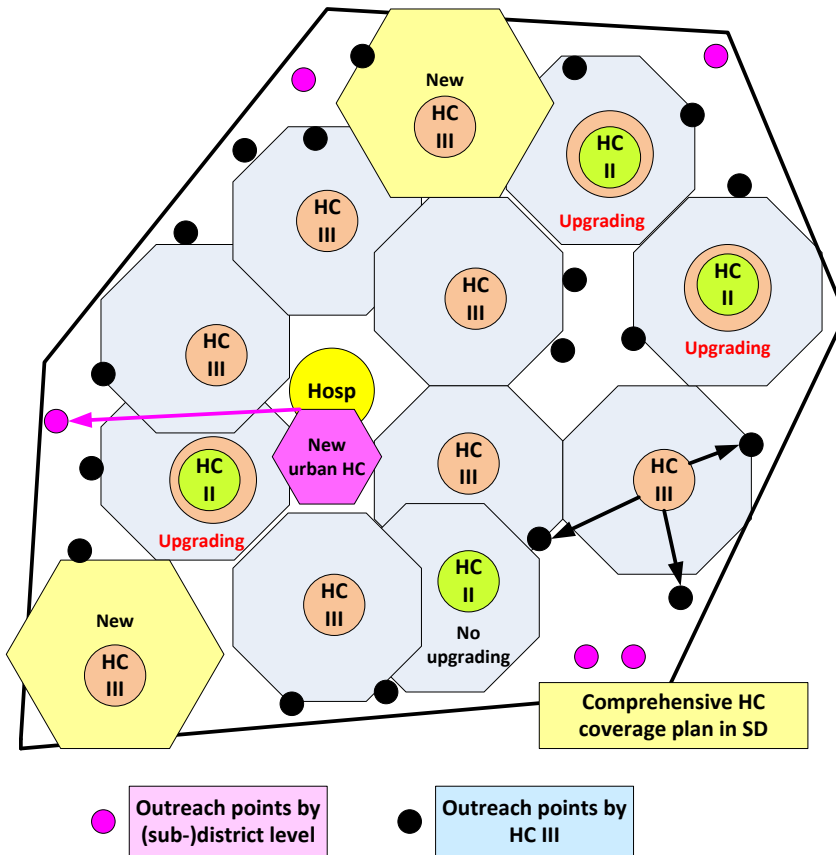 New
HC
III
HC
II
Upgrading
HC
III
HC
III
HC
II
Upgrading
HC
III
Hosp
New
urban HC
HC
II
Upgrading
HC
III
HC
III
HC
II
No
upgrading
HC
III
New
HC
III
Comprehensive HC
coverage plan in SD
Outreach points by
(sub-)district level
Outreach points by
HC III